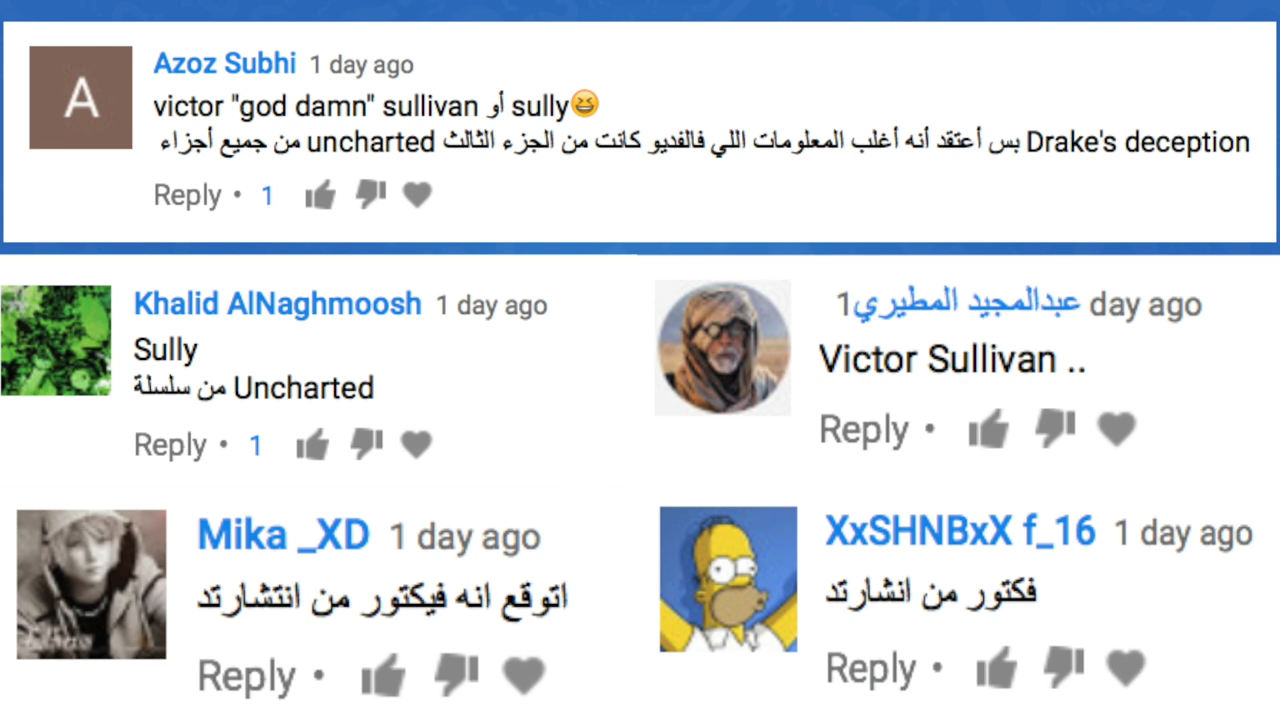 A
Azoz Subhi 1 day ago
victor "god damn" sullivan أو sully😆
بس أعتقد أنه أغلب المعلومات اللي فالفديو كانت من الجزء الثالث Drake's deception من جميع أجزاء uncharted
Reply • 1
Khalid AlNaghmoosh 1 day ago
Sully
من سلسلة Uncharted
Reply • 1
عبدالمجيد المطيري 1 day ago
Victor Sullivan ..
Reply •
Mika _XD 1 day ago
اتوقع انه فيكتور من انتشارتد
Reply •
XxSHNBxX f_16 1 day ago
فكتور من انشارتد
Reply •